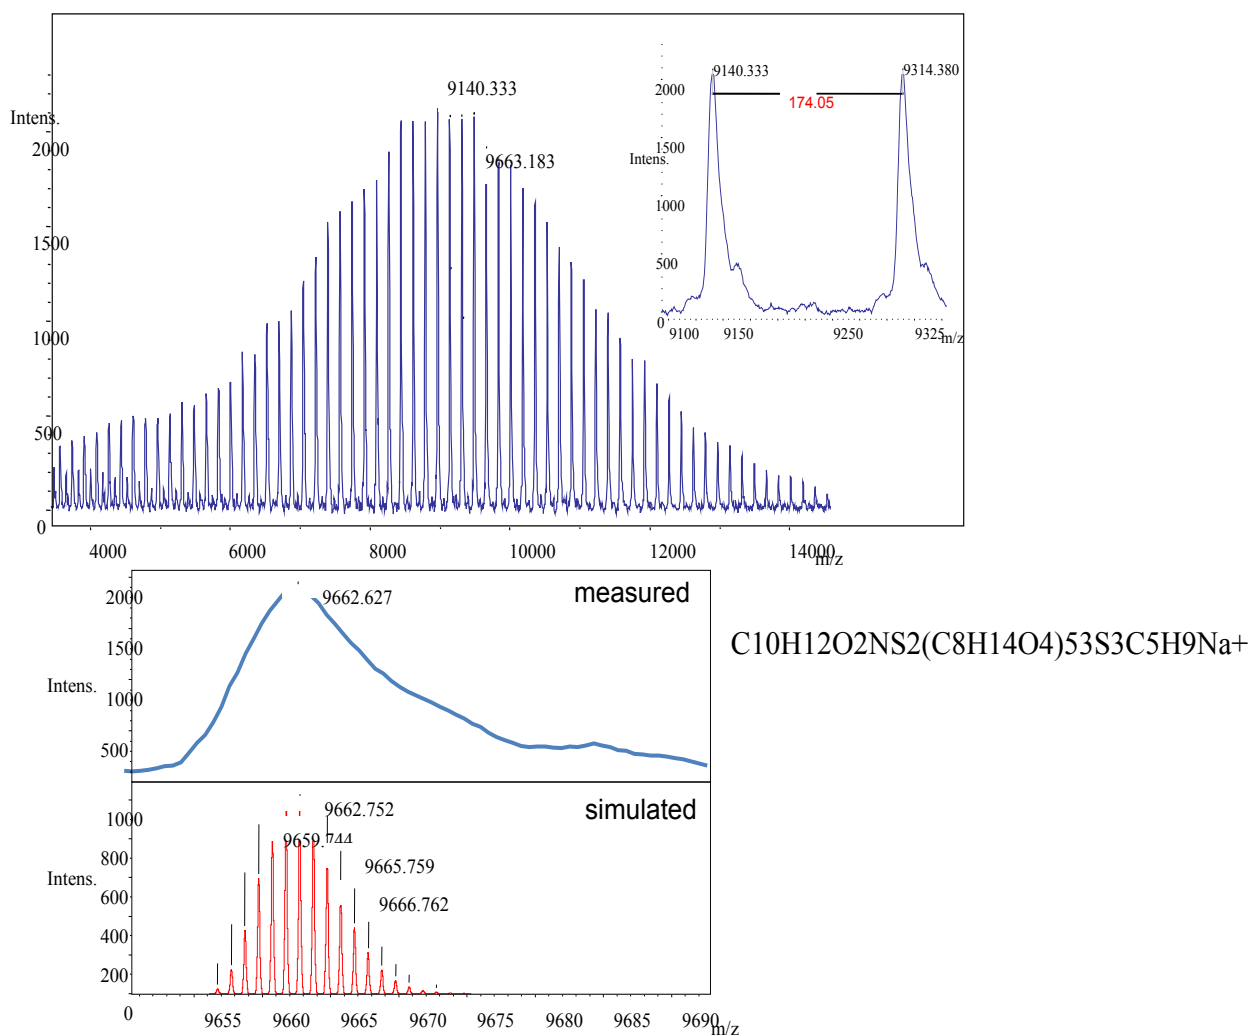 9140.333
9663.183
Intens.
2000
1500
1000
500
0
4000 6000 8000 10000 12000 14000
m/z
9140.333 9314.380
174.05
Intens.
2000
1500
1000
500
0
9100 9150 9250 9325
m/z
measured
9662.627
Intens.
2000
1500
1000
500
C10H12O2NS2(C8H14O4)53S3C5H9Na+
simulated
9662.752
9659.744
9665.759
9666.762
Intens.
1000
800
600
400
200
0
9655 9660 9665 9670 9675 9680 9685 9690
m/z